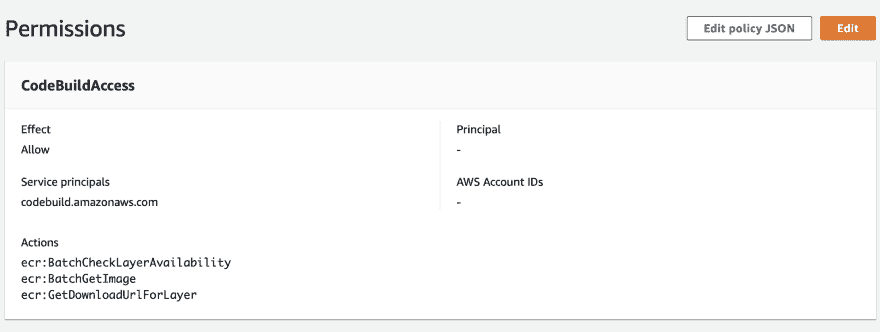 Permissions
Edit policy JSON
Edit
CodeBuildAccess
Effect
Allow
Principal
-
Service principals
codebuild.amazonaws.com
AWS Account IDs
-
Actions
ecr:BatchCheckLayerAvailability
ecr:BatchGetImage
ecr:GetDownloadUrlForLayer